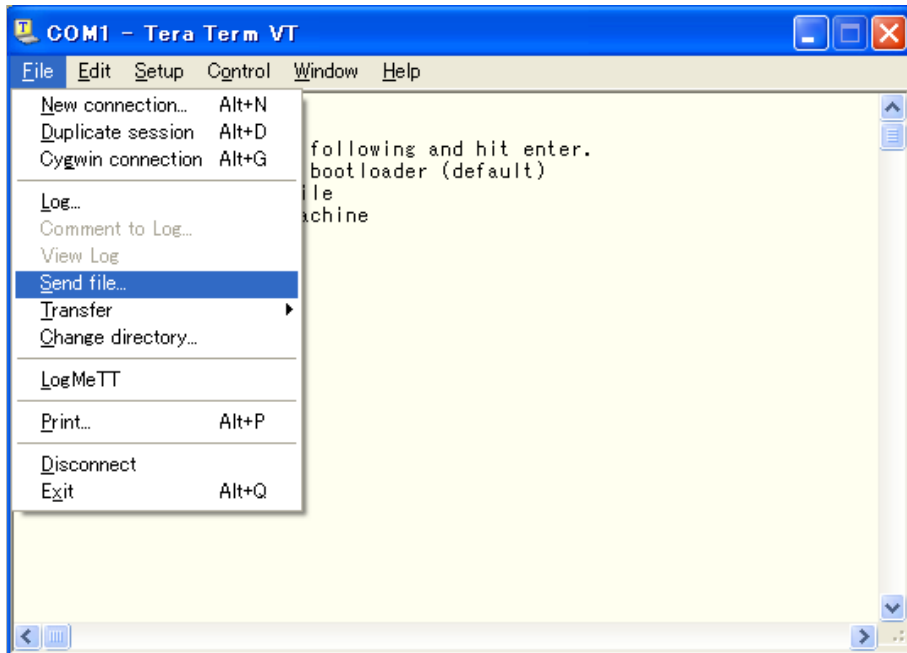 COM1 - Tera Term VT
File Edit Setup Control Window Help
New connection... Alt+N
Duplicate session Alt+D
Cygwin connection Alt+G
Log...
Comment to Log...
View Log
Send file...
Transfer
Change directory...
LogMeTT
Print... Alt+P
Disconnect
Exit Alt+Q
following and hit enter.
bootloader (default)
ile
achine